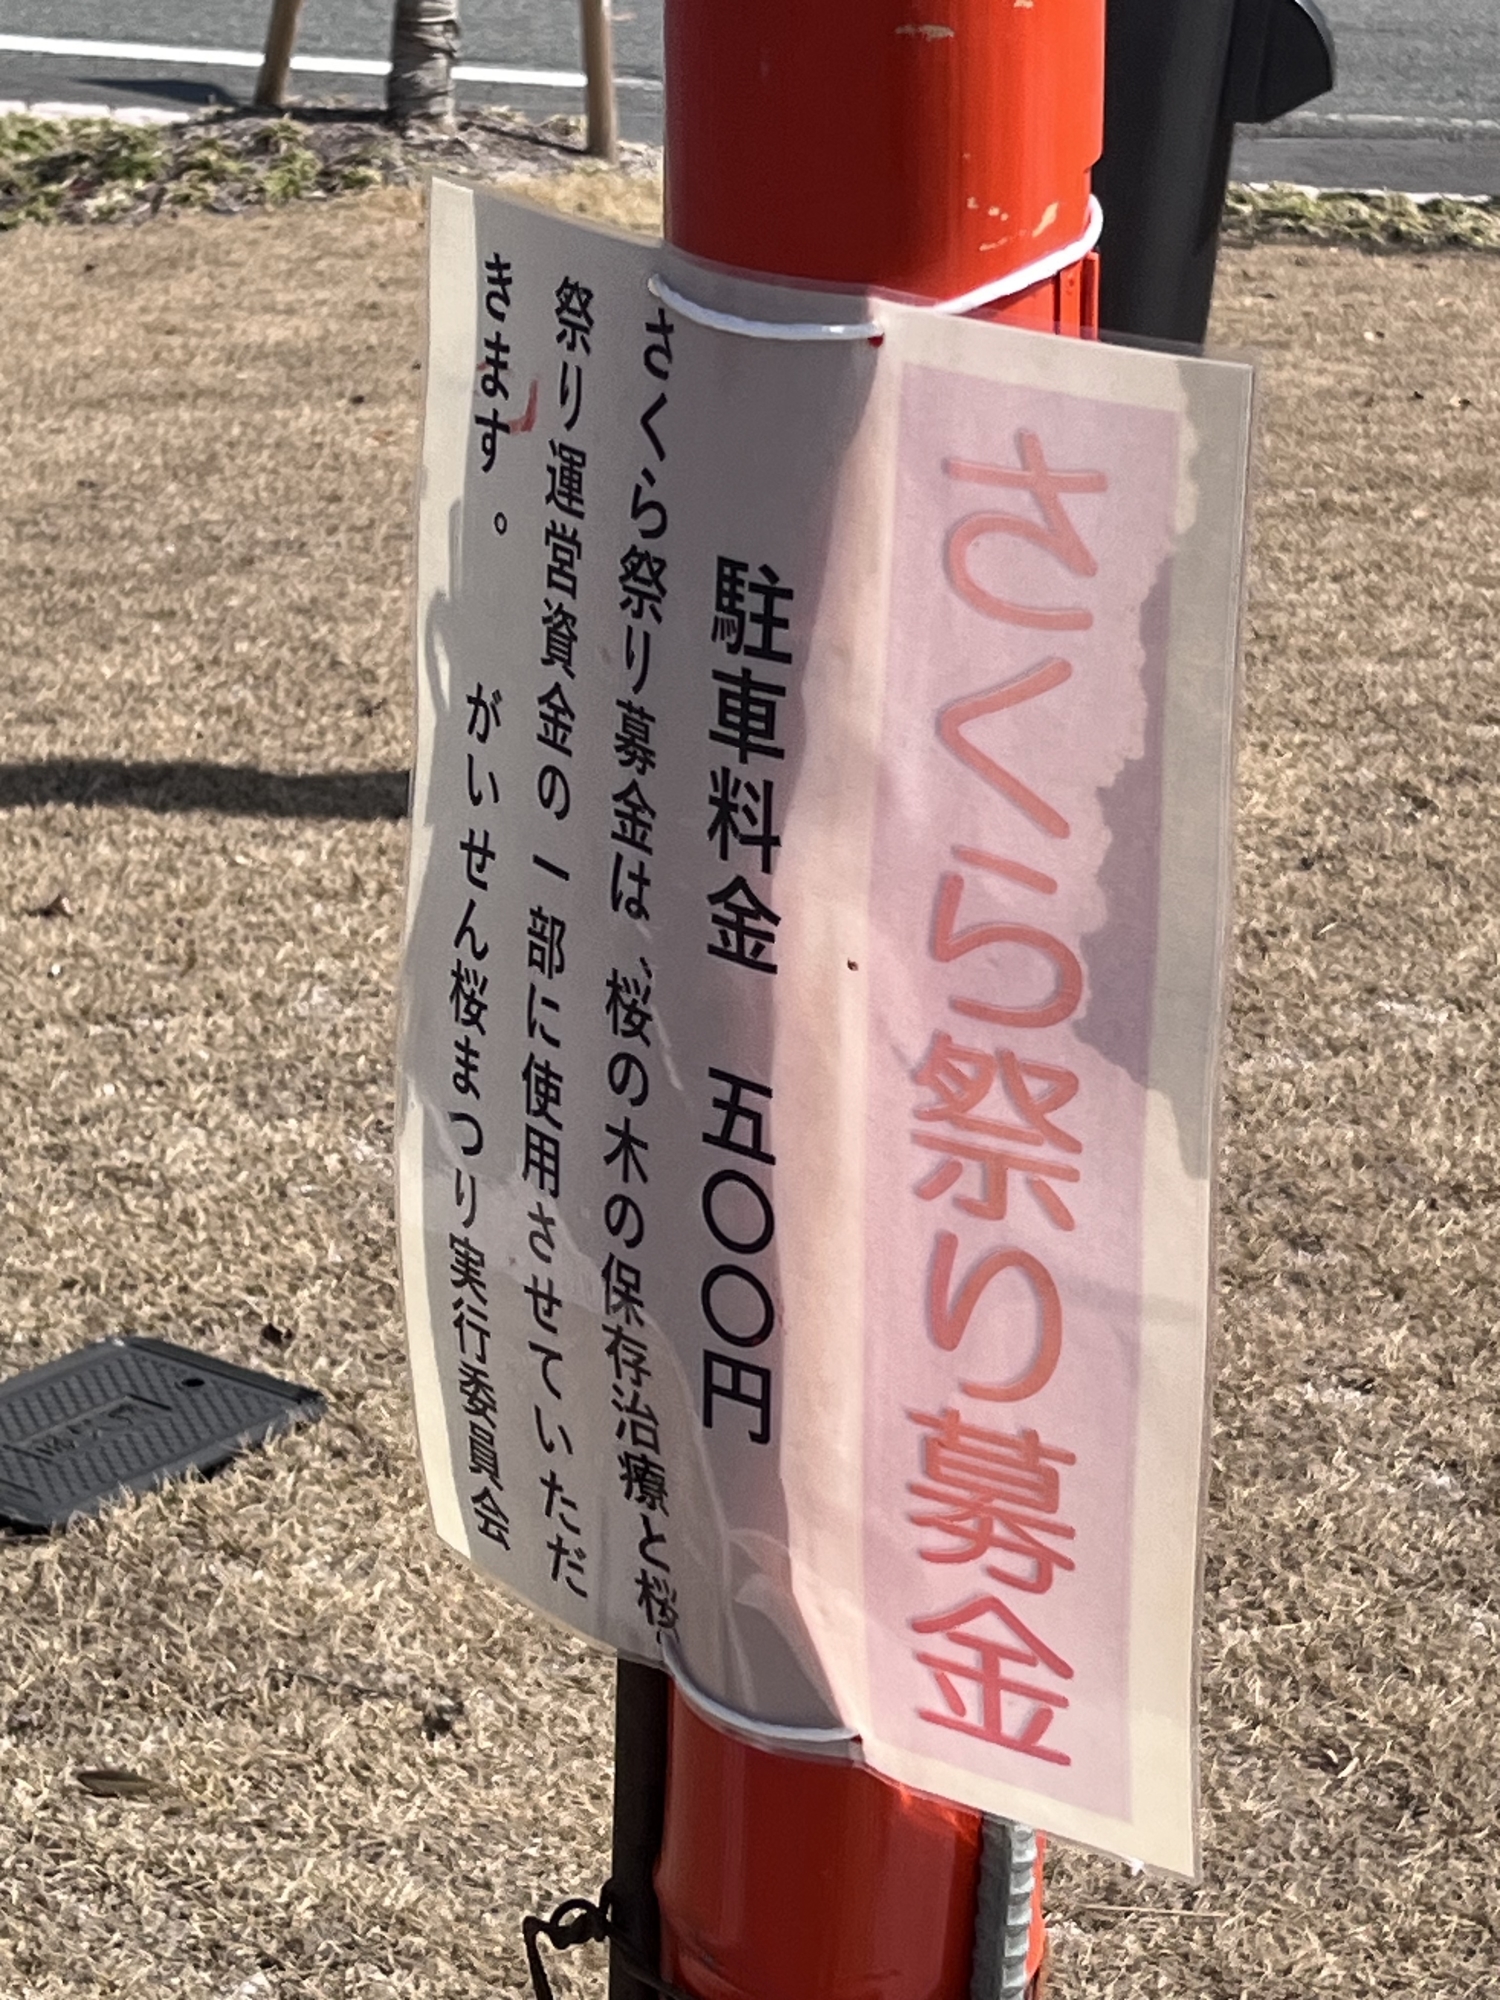 さくら祭り募金
駐車料金 五〇〇円
さくら祭り募金は、桜の木の保存治療と桜
祭り運営資金の一部に使用させていただ
きます。 がいせん桜まつり実行委員会